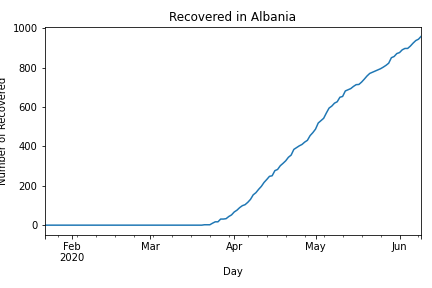 Recovered in Albania
1000
800
600
400
200
0
Number of Recovered
Feb
2020
Mar
Apr
May
Jun
Day